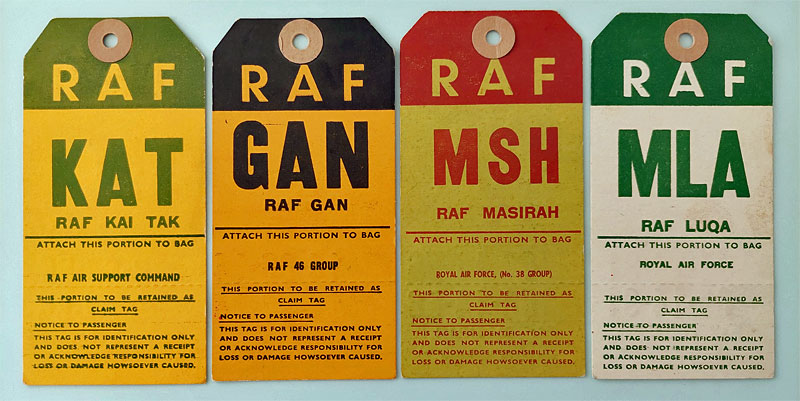 RAF
KAT
RAF KAI TAK
ATTACH THIS PORTION TO BAG
RAF AIR SUPPORT COMMAND
THIS PORTION TO BE RETAINED AS
CLAIM TAG
NOTICE TO PASSENGER
THIS TAG IS FOR IDENTIFICATION ONLY
AND DOES NOT REPRESENT A RECEIPT
OR ACKNOWLEDGE RESPONSIBILITY FOR
LOSS OR DAMAGE HOWSOEVER CAUSED.
RAF
GAN
RAF GAN
ATTACH THIS PORTION TO BAG
RAF 46 GROUP
THIS PORTION TO BE RETAINED AS
CLAIM TAG
NOTICE TO PASSENGER
THIS TAG IS FOR IDENTIFICATION ONLY
AND DOES NOT REPRESENT A RECEIPT
OR ACKNOWLEDGE RESPONSIBILITY FOR
LOSS OR DAMAGE HOWSOEVER CAUSED.
RAF
MSH
RAF MASIRAH
ATTACH THIS PORTION TO BAG
ROYAL AIR FORCE, (No. 38 GROUP)
THIS PORTION TO BE RETAINED AS
CLAIM TAG
NOTICE TO PASSENGER
THIS TAG IS FOR IDENTIFICATION ONLY
AND DOES NOT REPRESENT A RECEIPT
OR ACKNOWLEDGE RESPONSIBILITY FOR
LOSS OR DAMAGE HOWSOEVER CAUSED.
RAF
MLA
RAF LUQA
ATTACH THIS PORTION TO BAG
ROYAL AIR FORCE
THIS PORTION TO BE RETAINED AS
CLAIM TAG
NOTICE TO PASSENGER
THIS TAG IS FOR IDENTIFICATION ONLY
AND DOES NOT REPRESENT A RECEIPT
OR ACKNOWLEDGE RESPONSIBILITY FOR
LOSS OR DAMAGE HOWSOEVER CAUSED.